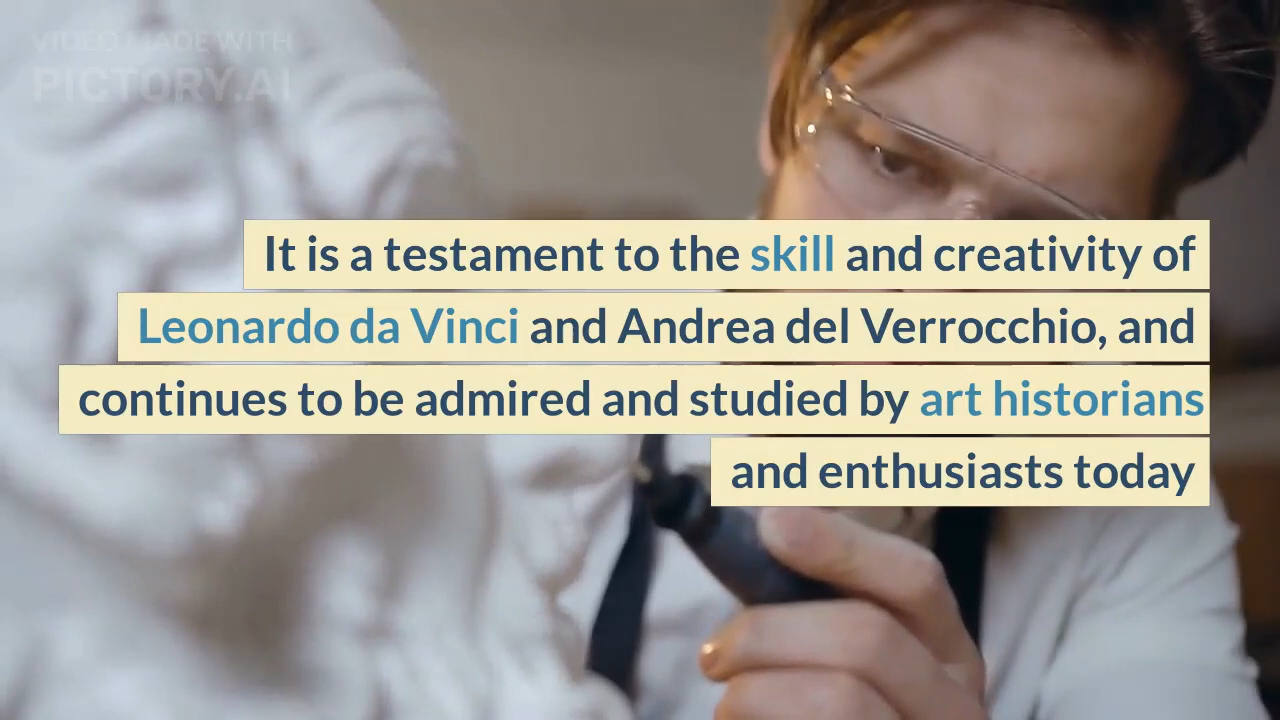 VIDEO MADE WITH
PICTORY.AI
It is a testament to the skill and creativity of
Leonardo da Vinci and Andrea del Verrocchio, and
continues to be admired and studied by art historians
and enthusiasts today